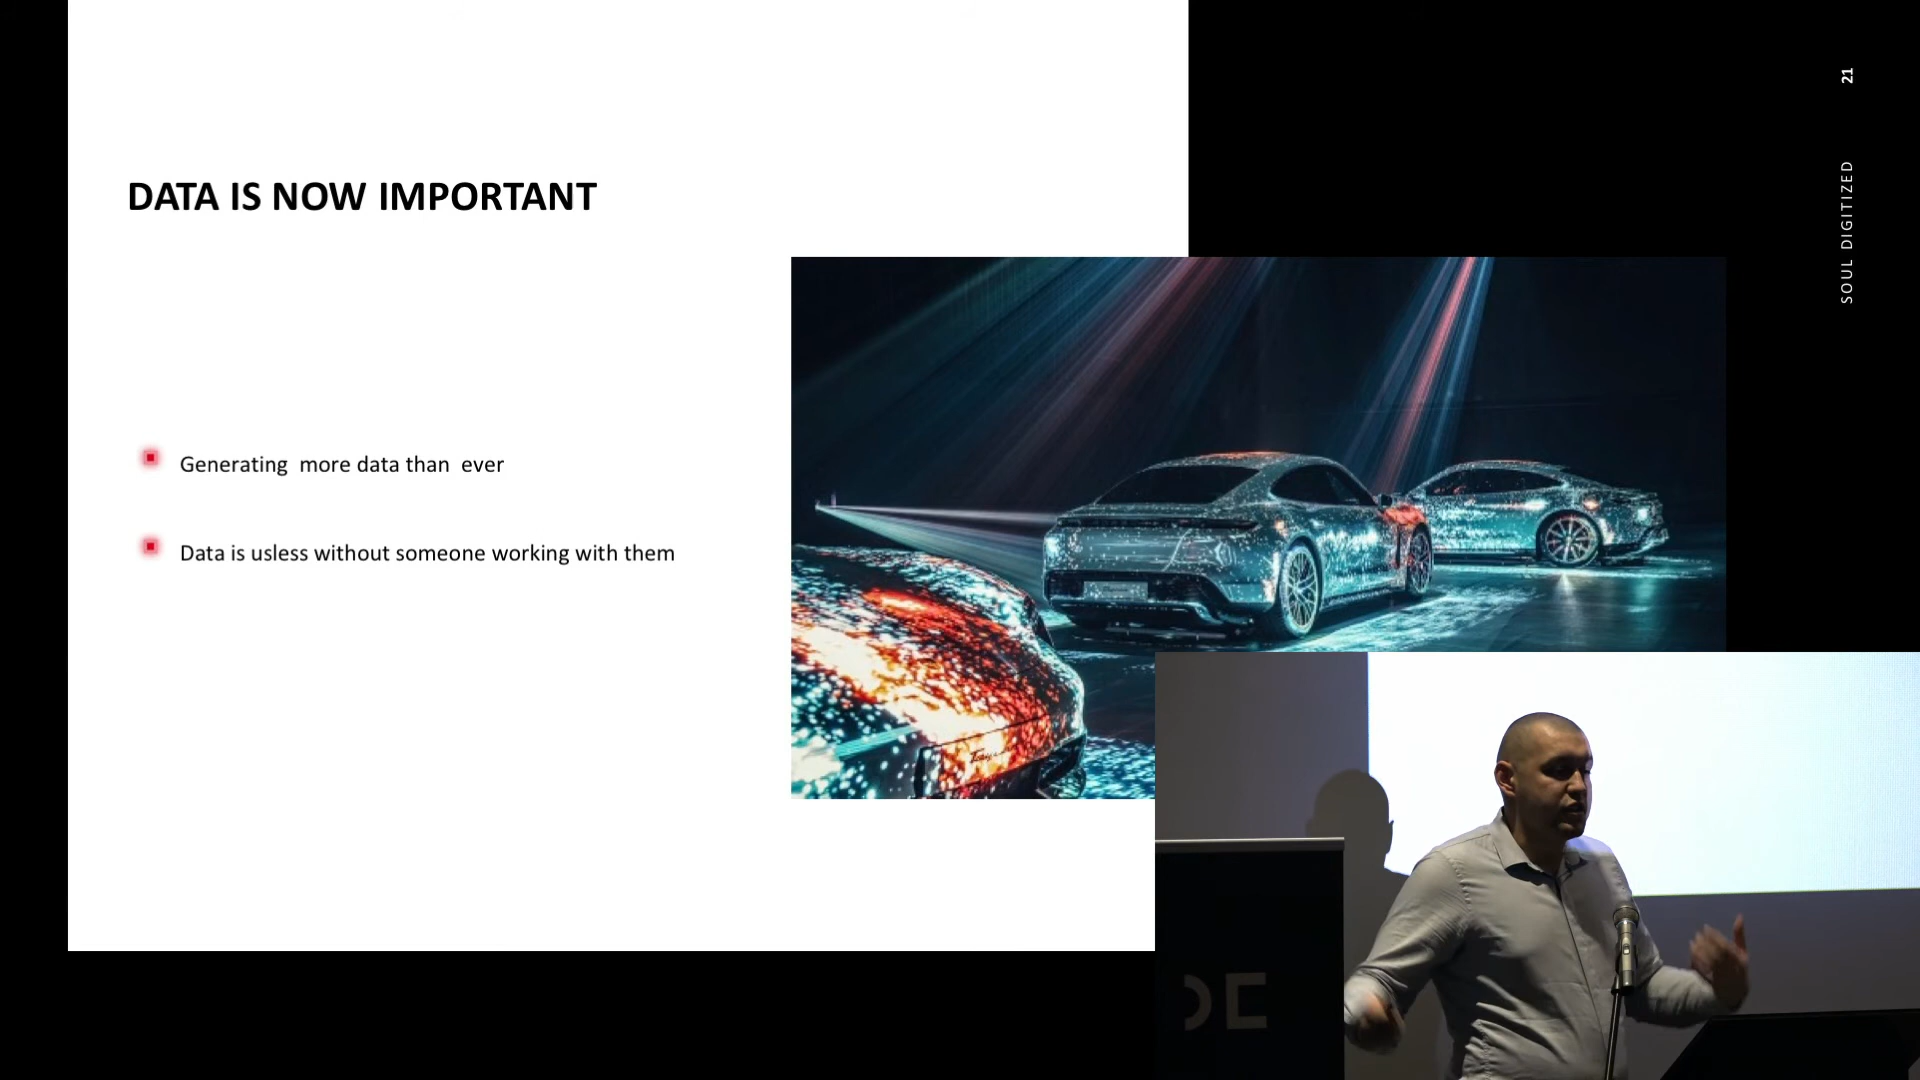 DATA IS NOW IMPORTANT
Generating  more data than  ever
Data is usless without someone working with them
21
SOUL DIGITIZED